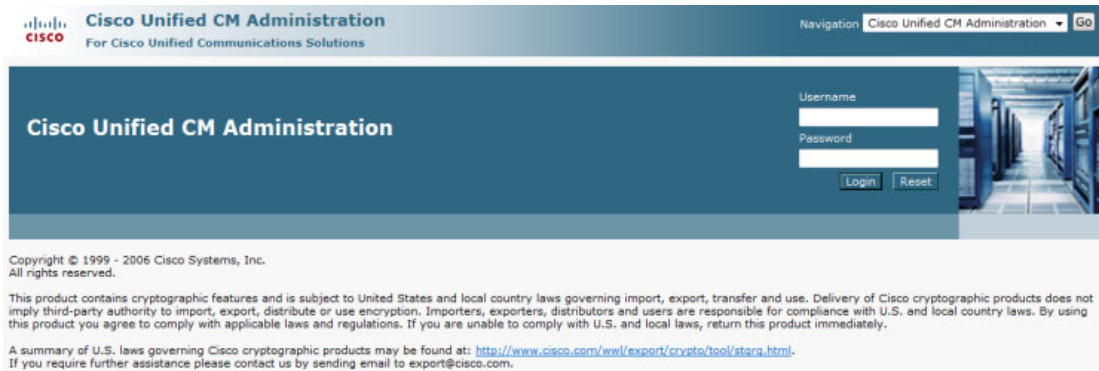 Cisco Unified CM Administration
CISCO
For Cisco Unified Communications Solutions
Navigation Cisco Unified CM Administration Go
Cisco Unified CM Administration
Username
Password
Login Reset
Copyright © 1999 - 2006 Cisco Systems, Inc.
All rights reserved.
This product contains cryptographic features and is subject to United States and local country laws governing import, export, transfer and use. Delivery of Cisco cryptographic products does not
imply third-party authority to import, export, distribute or use encryption. Importers, exporters, distributors and users are responsible for compliance with U.S. and local country laws. By using
this product you agree to comply with applicable laws and regulations. If you are unable to comply with U.S. and local laws, return this product immediately.
A summary of U.S. laws governing Cisco cryptographic products may be found at: http://www.cisco.com/wwl/export/crypto/tool/stqrg.html.
If you require further assistance please contact us by sending email to export@cisco.com.